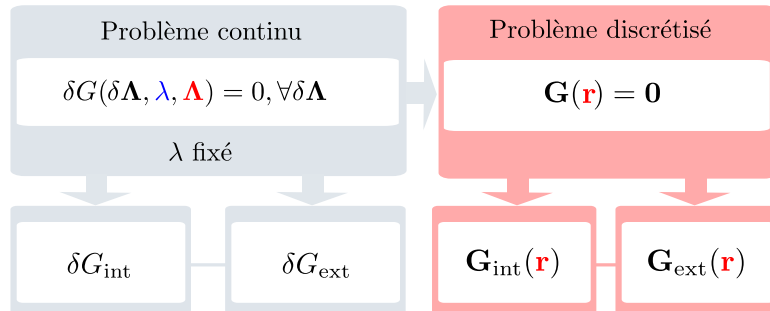 Problème continu
δG(δΛ, λ, Λ) = 0, ∀δΛ
λ fixé
δG_int
δG_ext
Problème discrétisé
G(r) = 0
G_int(r)
G_ext(r)